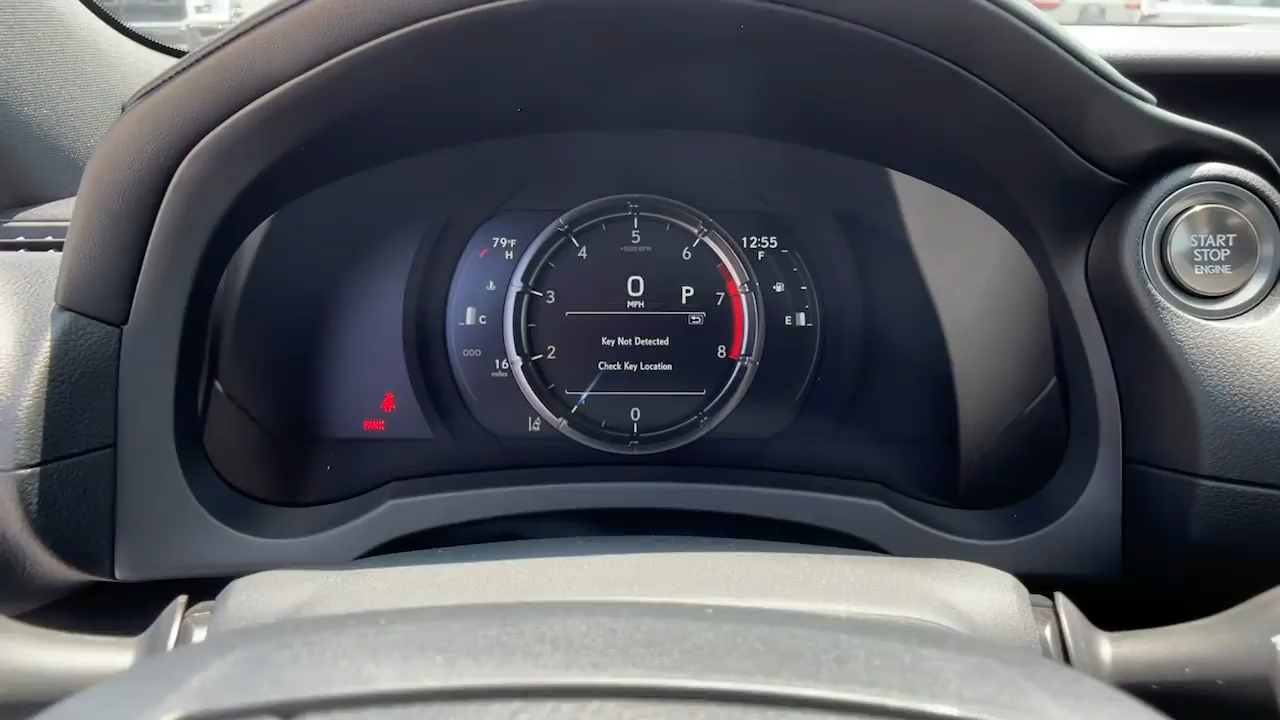 79°F
H
C
ODO
16
miles
5
4
6
3
7
2
8
0
MPH
P
Key Not Detected
Check Key Location
0
12:55
F
E
PARK
START
STOP
ENGINE